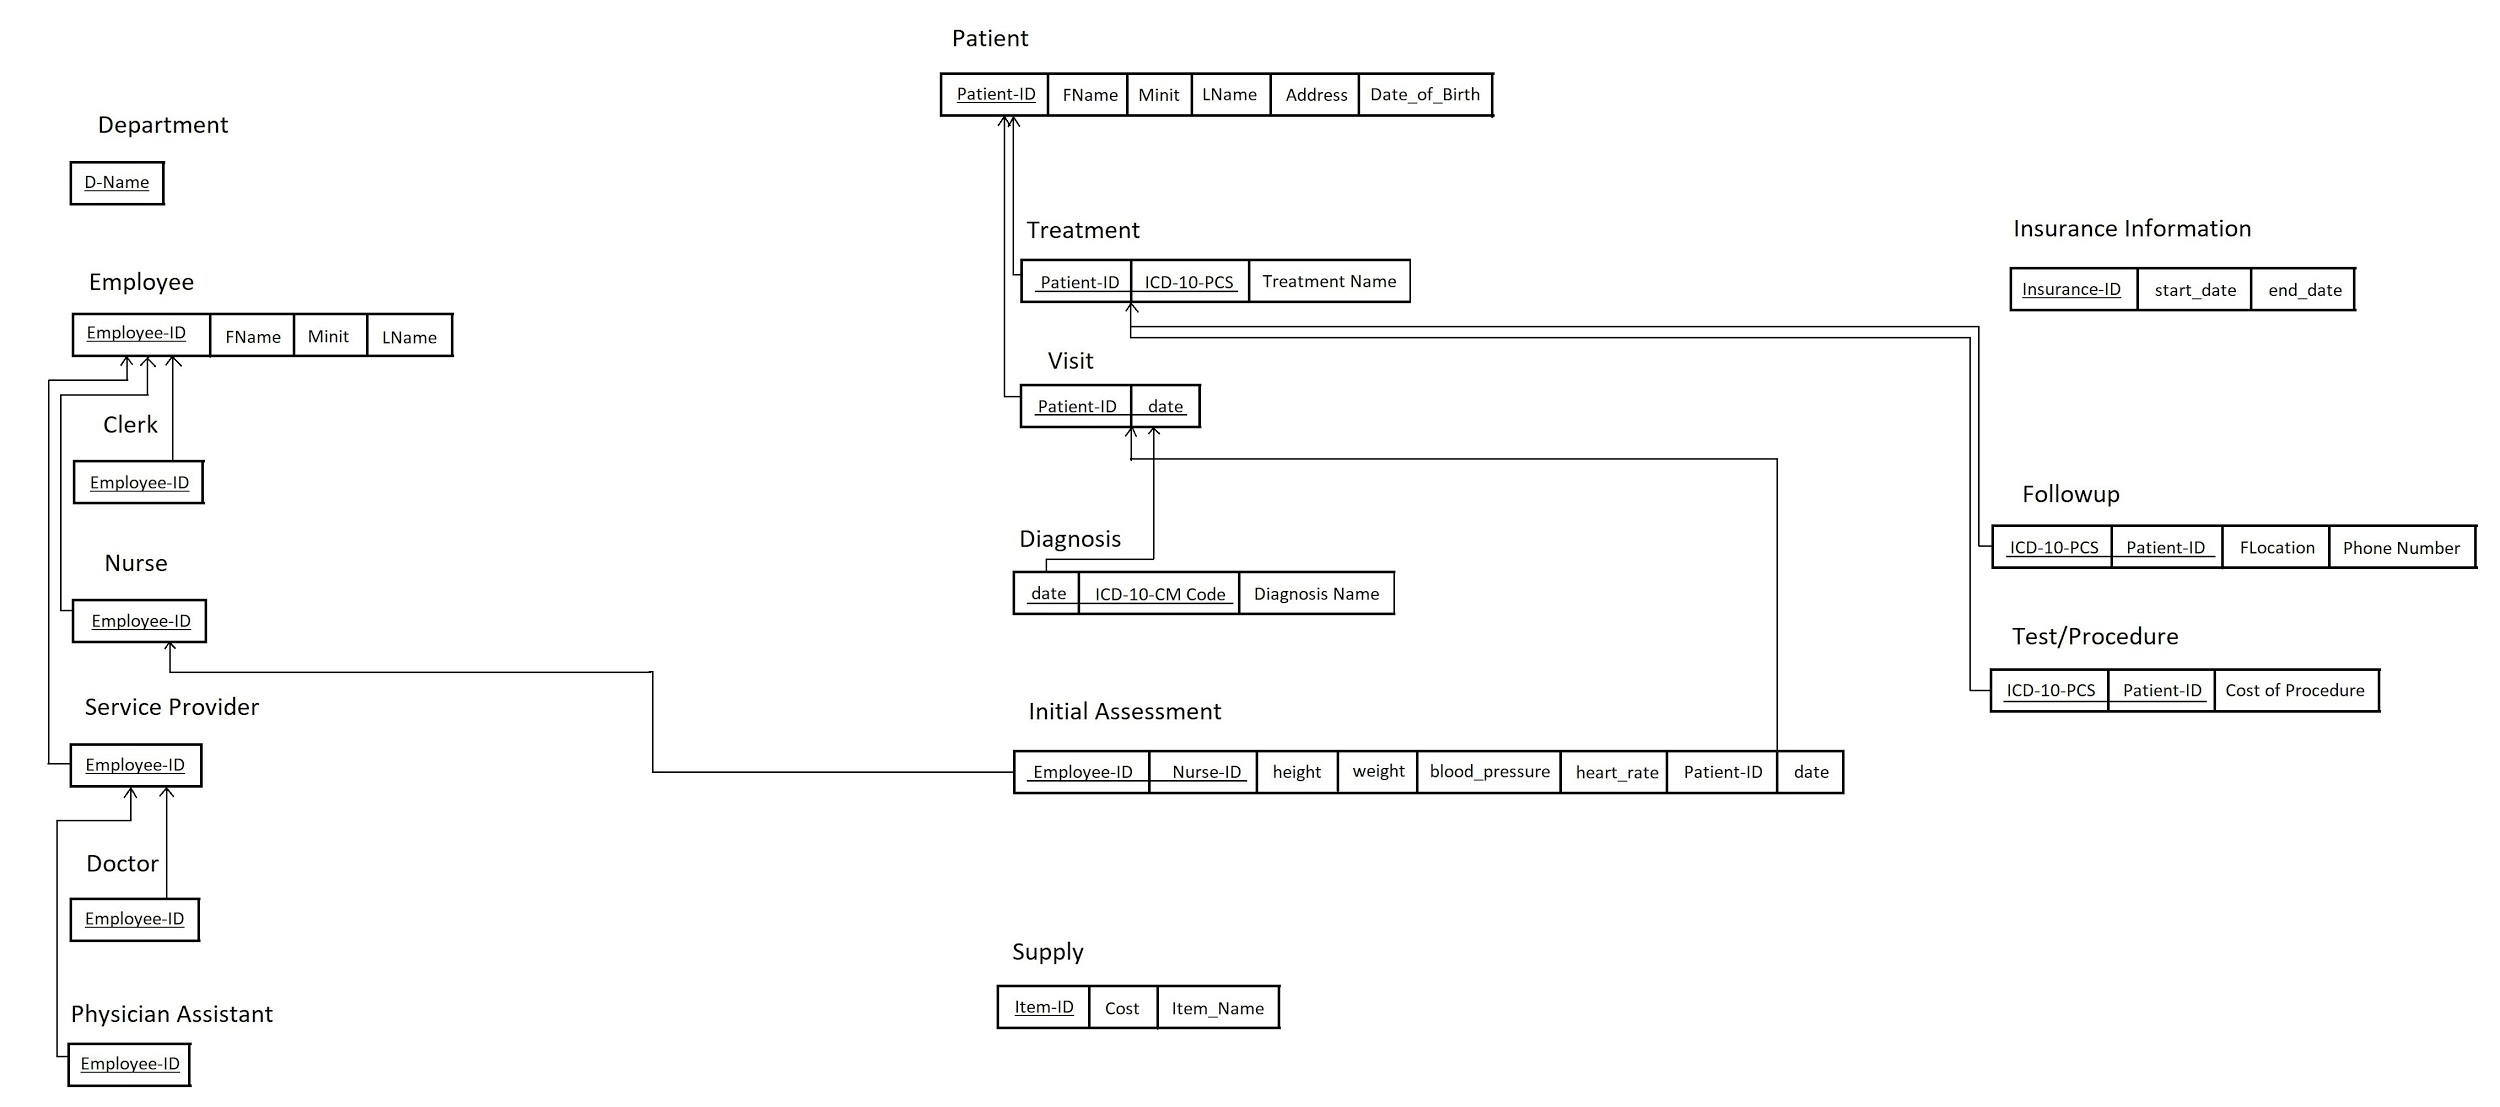 Patient
Patient-ID FName Minit LName Address Date_of_Birth
Department
D-Name
Treatment
Patient-ID ICD-10-PCS Treatment Name
Insurance Information
Insurance-ID start_date end_date
Employee
Employee-ID FName Minit LName
Visit
Patient-ID date
Clerk
Employee-ID
Followup
ICD-10-PCS Patient-ID FLocation Phone Number
Diagnosis
date ICD-10-CM Code Diagnosis Name
Nurse
Employee-ID
Test/Procedure
ICD-10-PCS Patient-ID Cost of Procedure
Service Provider
Employee-ID
Initial Assessment
Employee-ID Nurse-ID height weight blood_pressure heart_rate Patient-ID date
Doctor
Employee-ID
Supply
Item-ID Cost Item_Name
Physician Assistant
Employee-ID